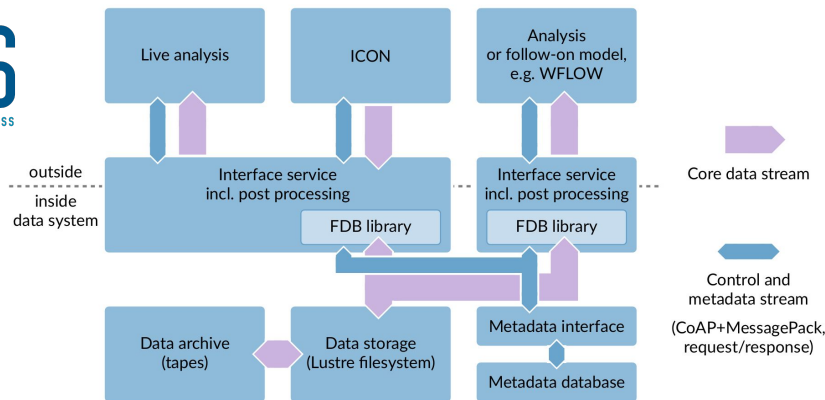 Live analysis
ICON
Analysis
or follow-on model,
e.g. WFLOW
SS
outside
inside
data system
Interface service
incl. post processing
FDB library
Interface service
incl. post processing
FDB library
Core data stream
Control and
metadata stream
(CoAP+MessagePack,
request/response)
Data archive
(tapes)
Data storage
(Lustre filesystem)
Metadata interface
Metadata database